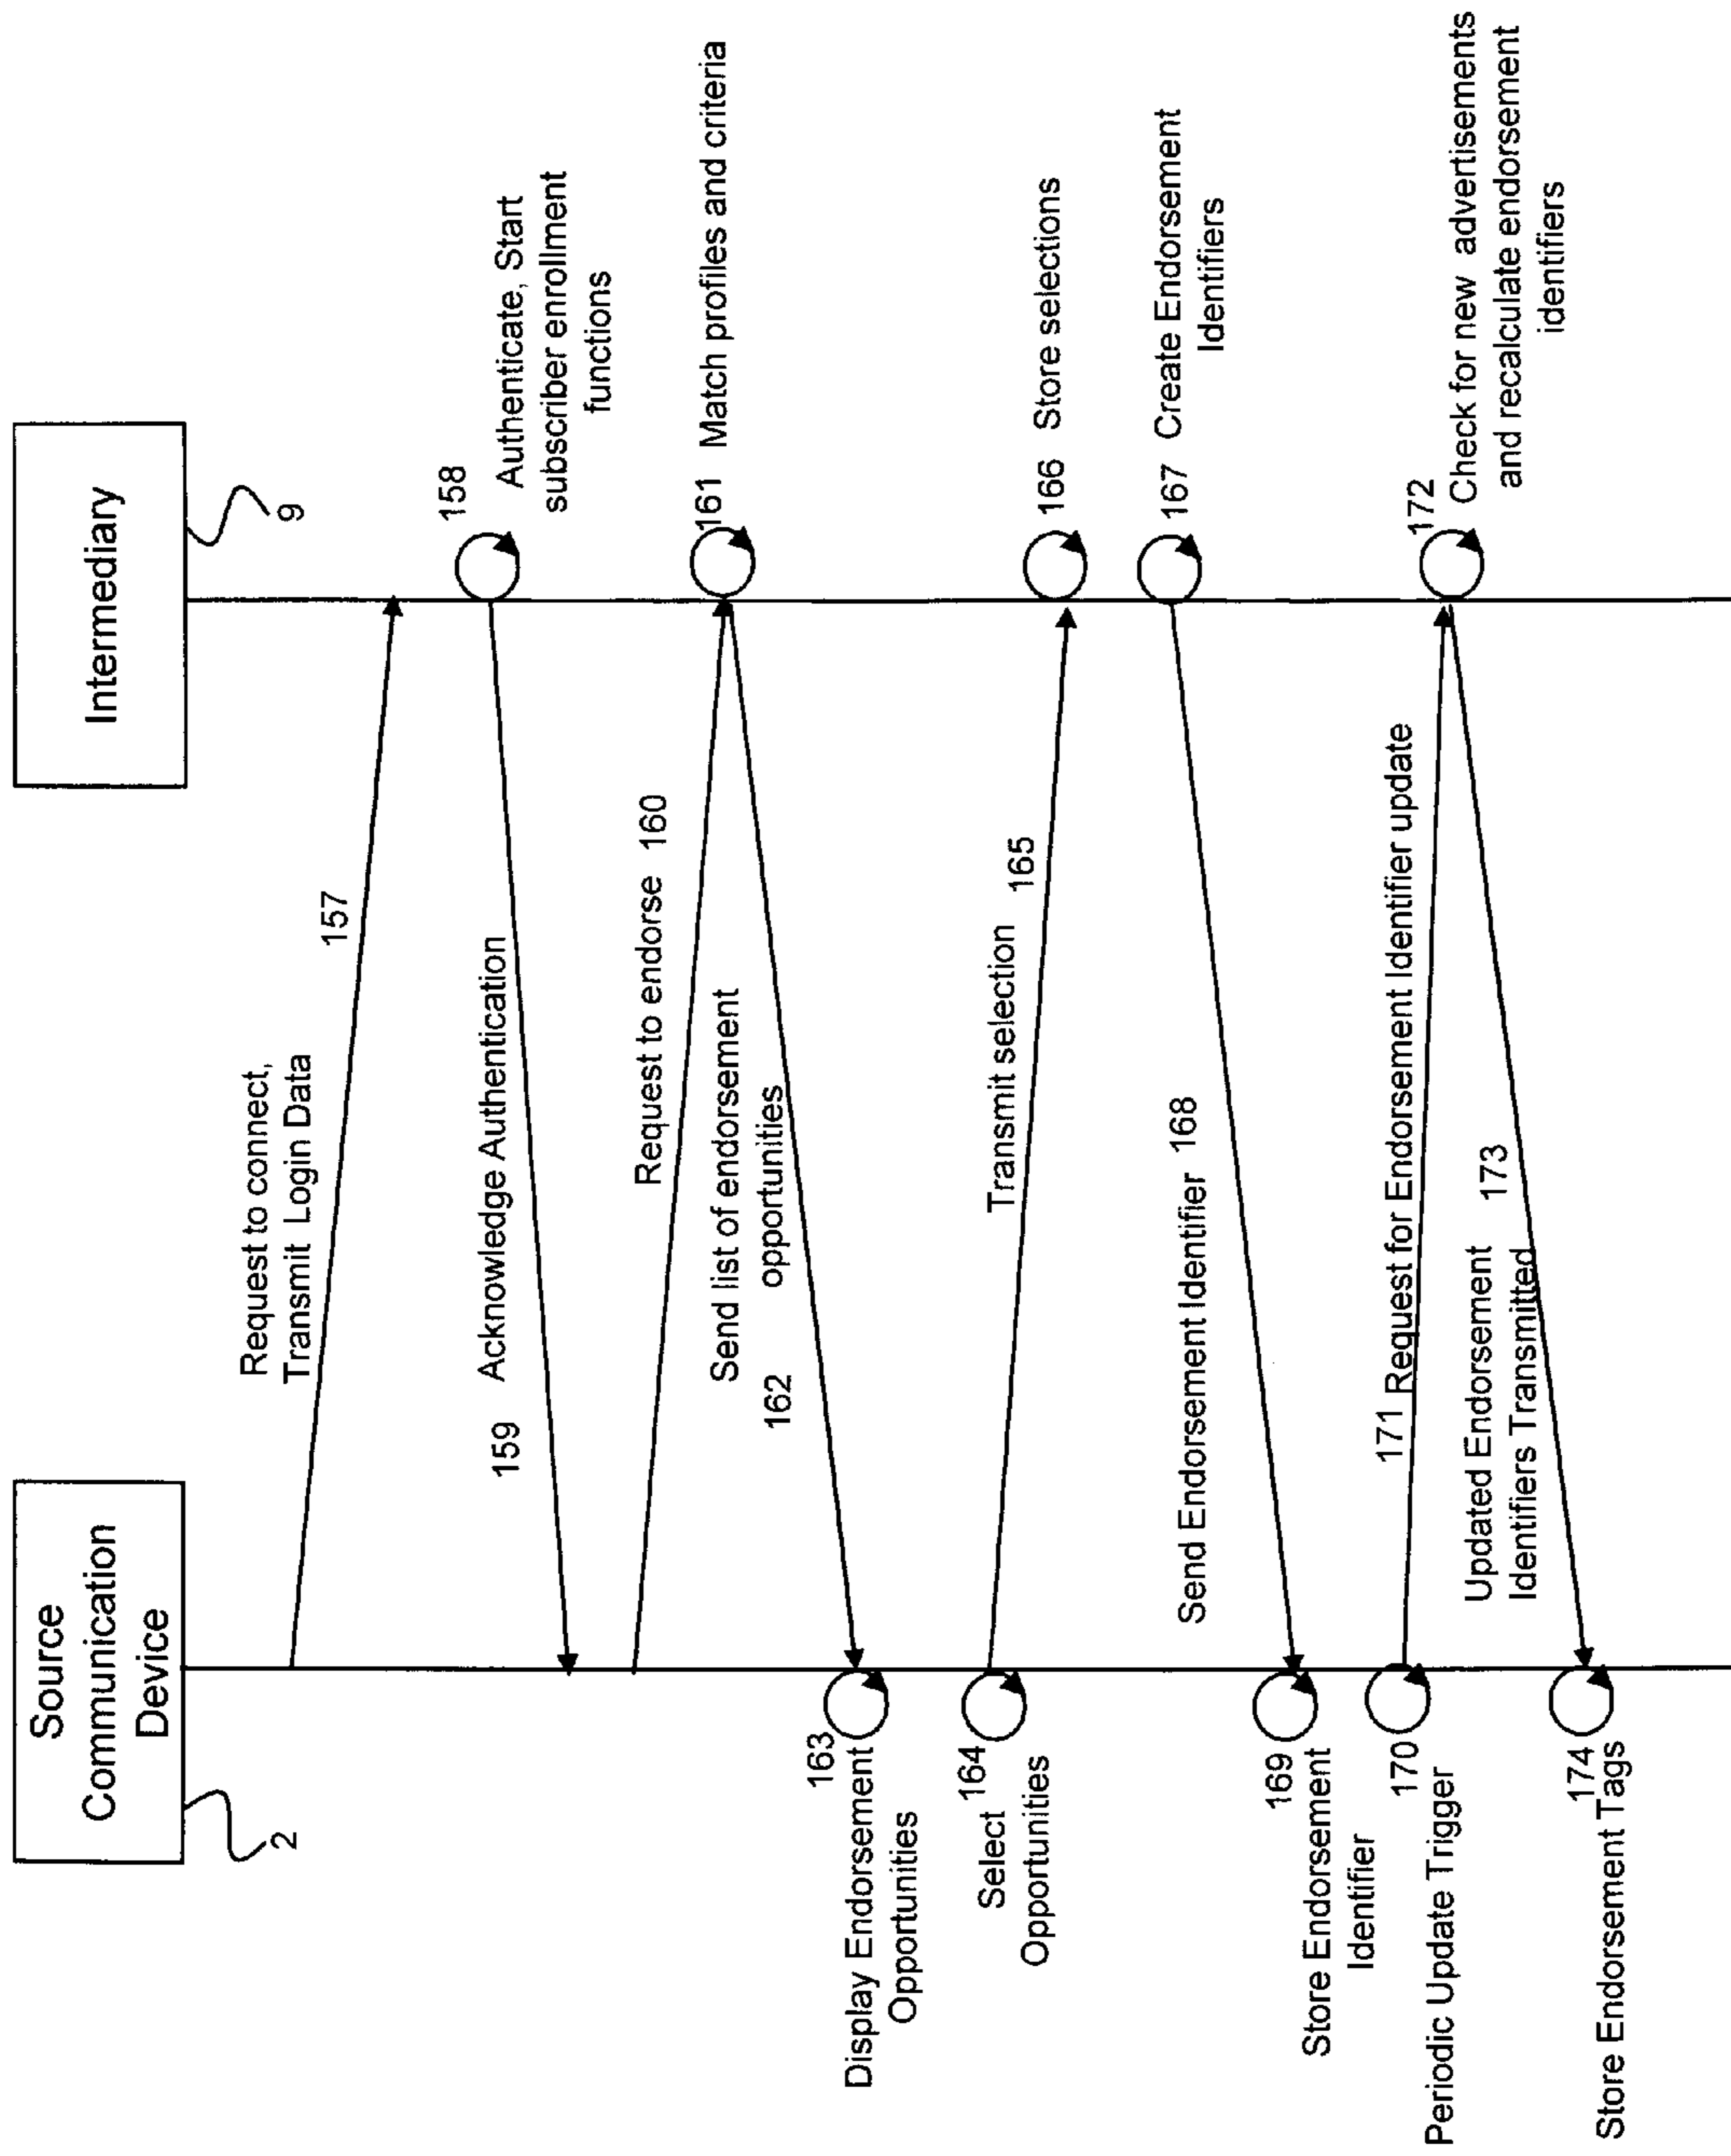 Source
Communication
Device
2
Intermediary
9
Request to connect,
Transmit Login Data
157
158
Authenticate, Start
subscriber enrollment
functions
159 Acknowledge Authentication
Request to endorse 160
161 Match profiles and criteria
Send list of endorsement
162 opportunities
163
Display Endorsement
Opportunities
164
Select
Opportunities
Transmit selection 165
166 Store selections
167 Create Endorsement
Identifiers
Send Endorsement Identifier 168
169
Store Endorsement
Identifier
170
Periodic Update Trigger
171 Request for Endorsement Identifier update
172
Check for new advertisements
and recalculate endorsement
identifiers
Updated Endorsement 173
Identifiers Transmitted
174
Store Endorsement Tags